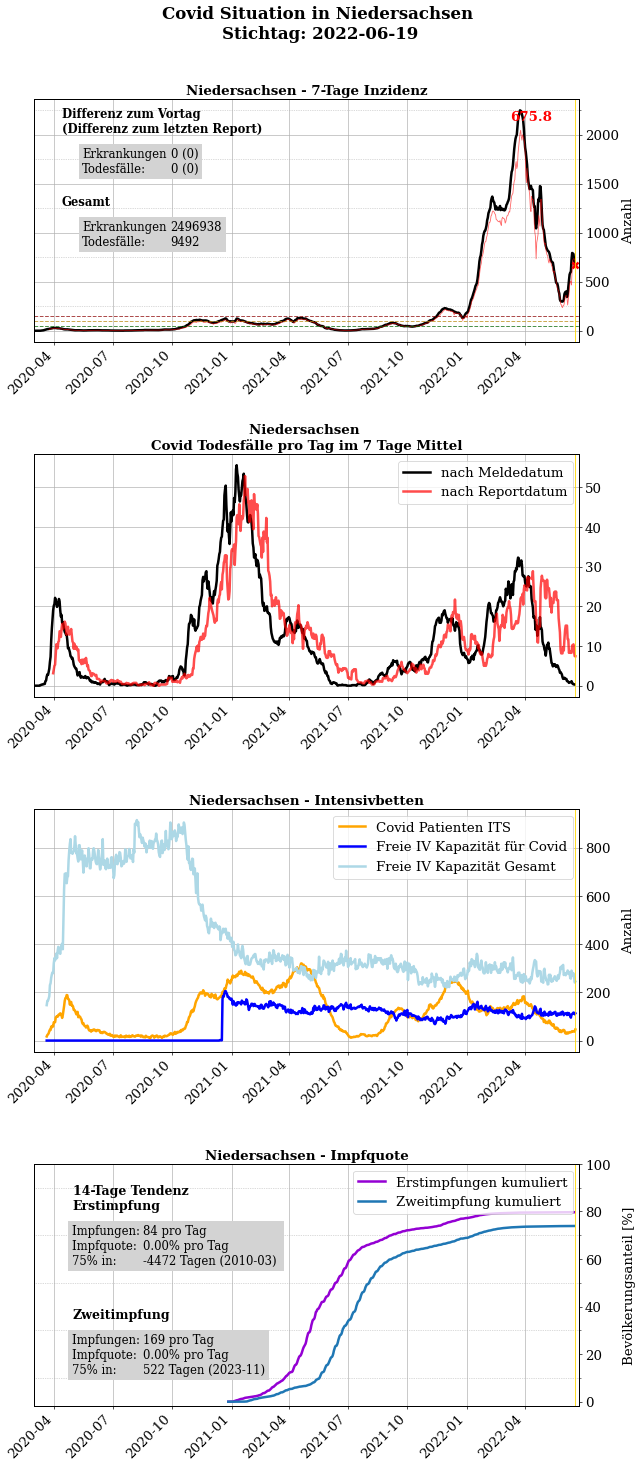 Covid Situation in Niedersachsen
Stichtag: 2022-06-19
Niedersachsen - 7-Tage Inzidenz
Differenz zum Vortag
(Differenz zum letzten Report)
Erkrankungen 0 (0)
Todesfälle: 0 (0)
Gesamt
Erkrankungen 2496938
Todesfälle: 9492
675.8
2000
1500
1000
500
0
Anzahl
2020-04 2020-07 2020-10 2021-01 2021-04 2021-07 2021-10 2022-01 2022-04
Niedersachsen
Covid Todesfälle pro Tag im 7 Tage Mittel
nach Meldedatum
nach Reportdatum
50
40
30
20
10
0
2020-04 2020-07 2020-10 2021-01 2021-04 2021-07 2021-10 2022-01 2022-04
Niedersachsen - Intensivbetten
Covid Patienten ITS
Freie IV Kapazität für Covid
Freie IV Kapazität Gesamt
800
600
400
200
0
Anzahl
2020-04 2020-07 2020-10 2021-01 2021-04 2021-07 2021-10 2022-01 2022-04
Niedersachsen - Impfquote
14-Tage Tendenz
Erstimpfung
Impfungen: 84 pro Tag
Impfquote: 0.00% pro Tag
75% in: -4472 Tagen (2010-03)
Zweitimpfung
Impfungen: 169 pro Tag
Impfquote: 0.00% pro Tag
75% in: 522 Tagen (2023-11)
Erstimpfungen kumuliert
Zweitimpfung kumuliert
100
80
60
40
20
0
Bevölkerungsanteil [%]
2020-04 2020-07 2020-10 2021-01 2021-04 2021-07 2021-10 2022-01 2022-04